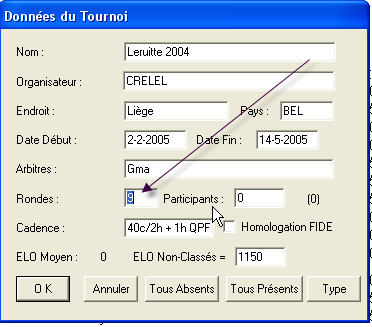 Données du Tournoi
Nom : Leruitte 2004
Organisateur : CRELEL
Endroit : Liège Pays : BEL
Date Début : 2-2-2005 Date Fin : 14-5-2005
Arbitres : Gma
Rondes : 9 Participants : 0 (0)
Cadence : 40c/2h + 1h QPF Homologation FIDE
ELO Moyen : 0 ELO Non-Classés = 1150
O K Annuler Tous Absents Tous Présents Type